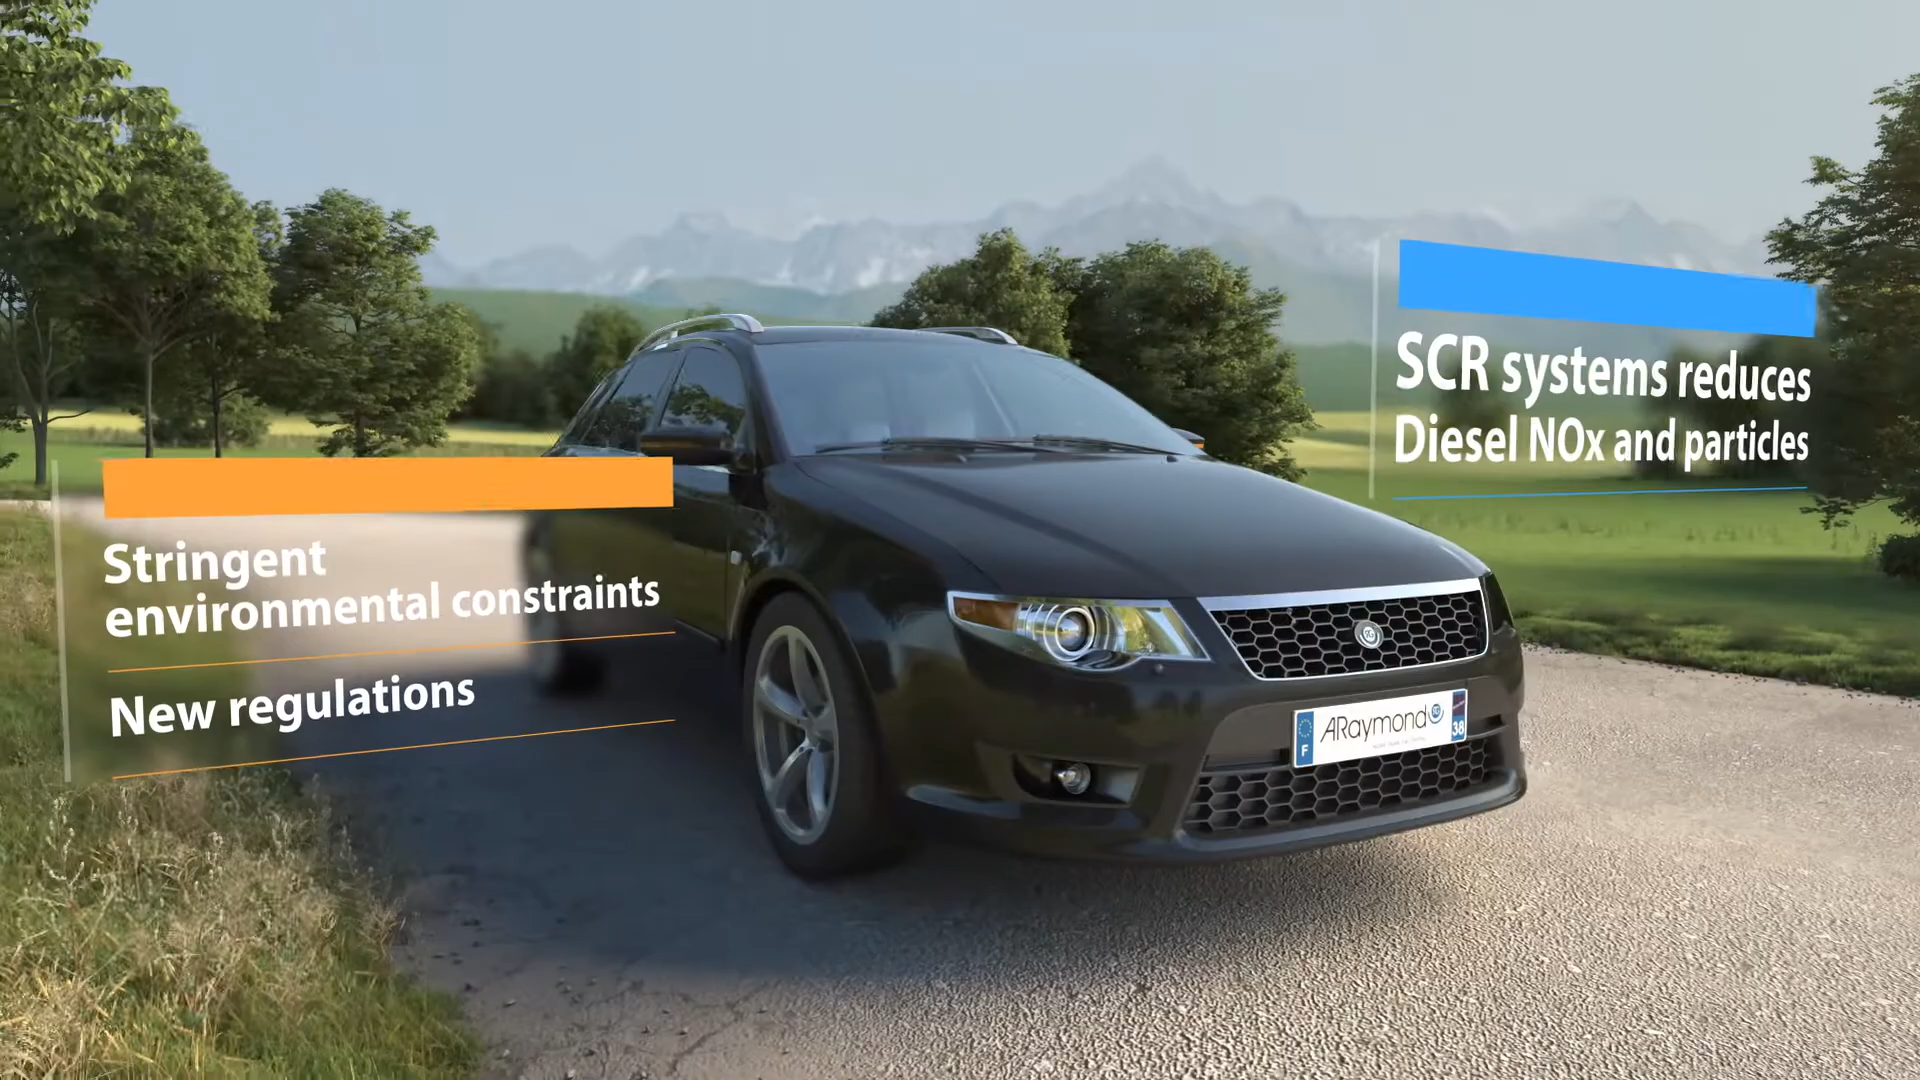 Stringent
environmental constraints
New regulations
SCR systems reduces
Diesel NOx and particles
ARaymond
F
38